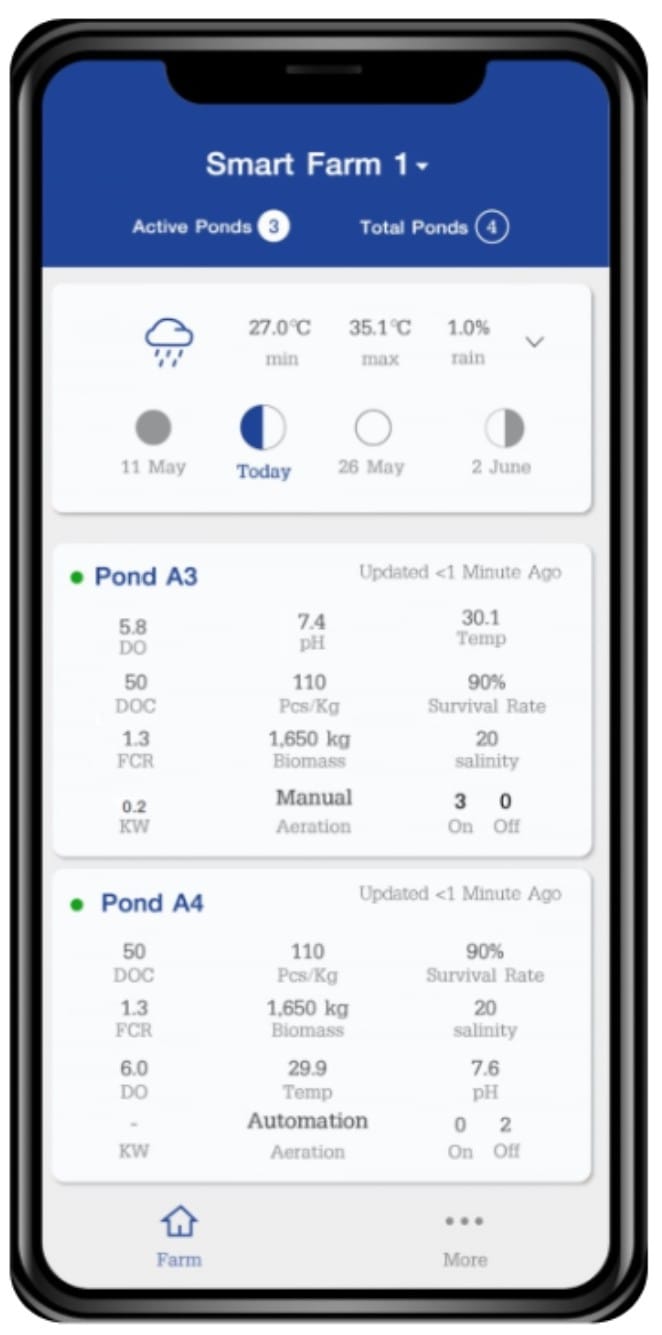 Smart Farm 1
Active Ponds 3 Total Ponds 4
27.0°C 35.1°C 1.0%
min max rain
11 May Today 26 May 2 June
Pond A3 Updated <1 Minute Ago
5.8 7.4 30.1
DO pH Temp
50 110 90%
DOC Pcs/Kg Survival Rate
1.3 1,650 kg 20
FCR Biomass salinity
0.2 Manual 3 0
KW Aeration On Off
Pond A4 Updated <1 Minute Ago
50 110 90%
DOC Pcs/Kg Survival Rate
1.3 1,650 kg 20
FCR Biomass salinity
6.0 29.9 7.6
DO Temp pH
- Automation 0 2
KW Aeration On Off
Farm More